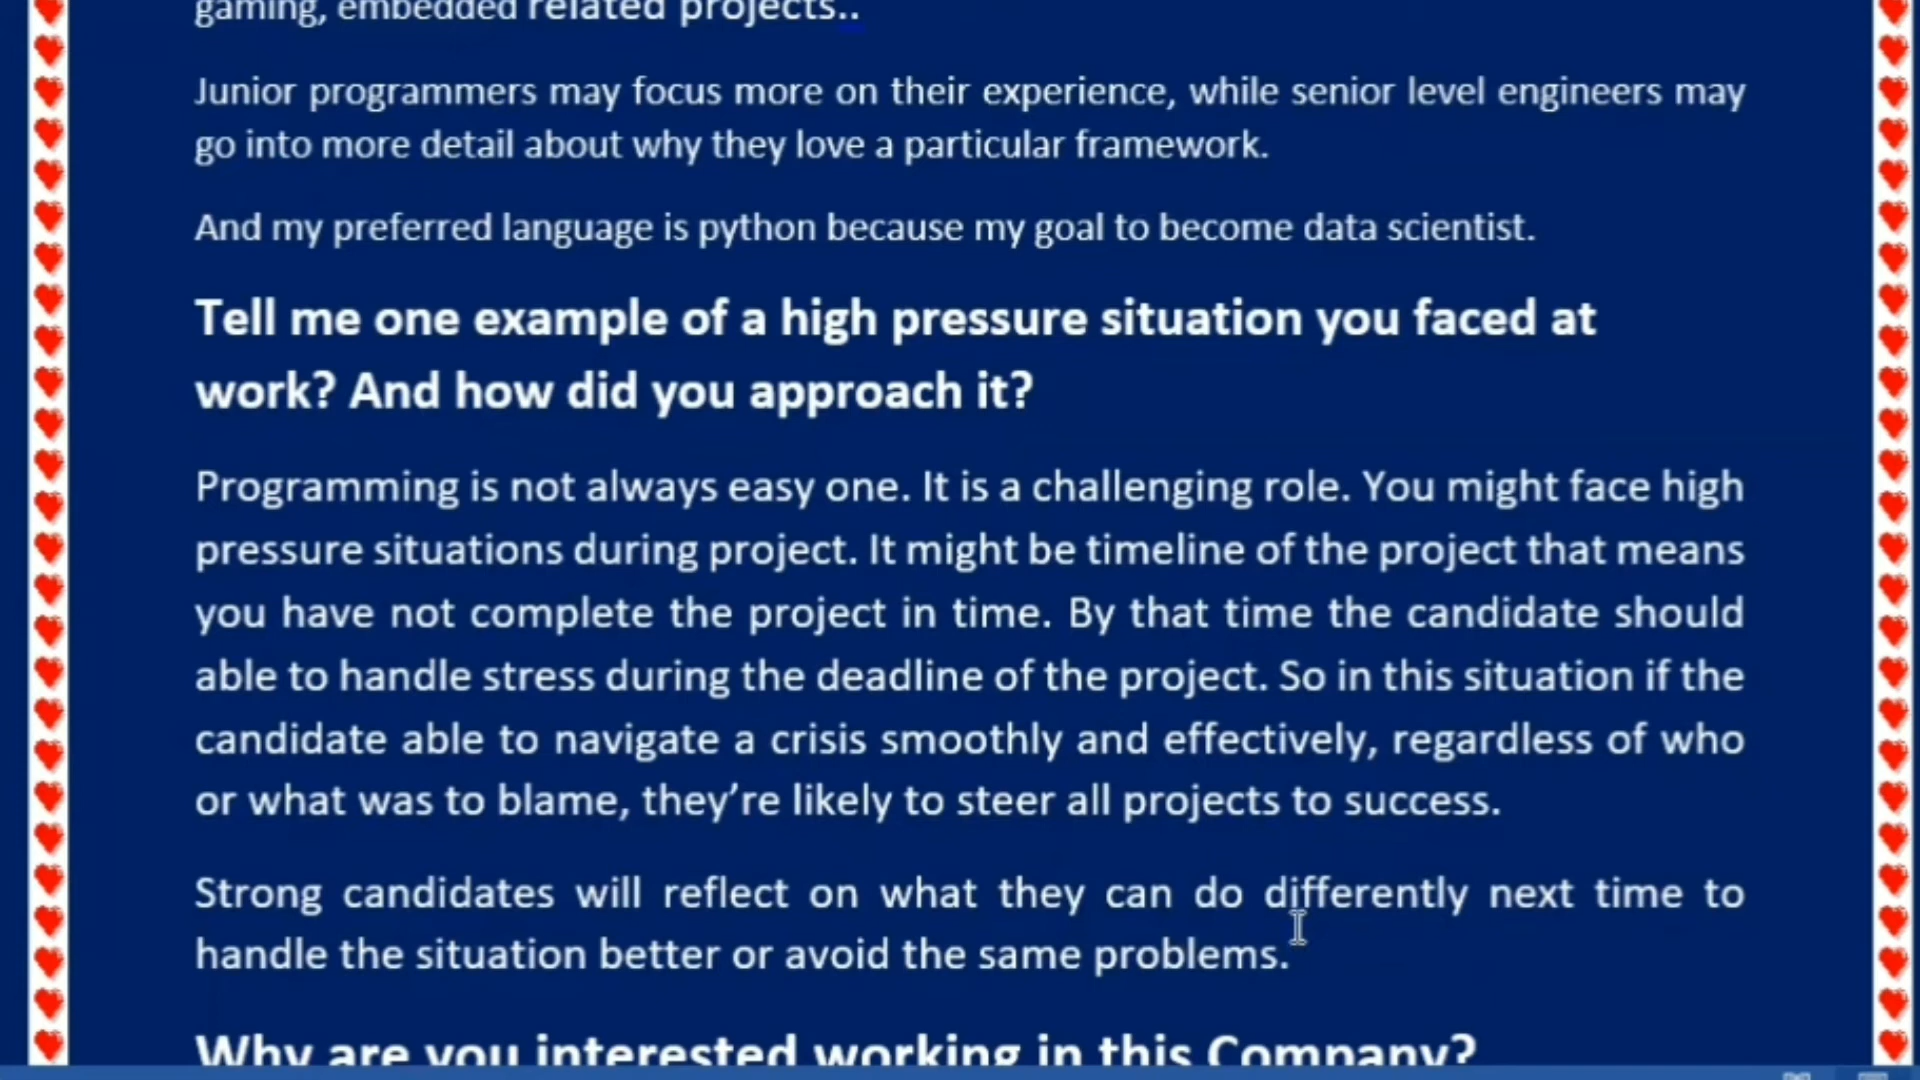 gaming, embedded related projects..
Junior programmers may focus more on their experience, while senior level engineers may
go into more detail about why they love a particular framework.
And my preferred language is python because my goal to become data scientist.
Tell me one example of a high pressure situation you faced at
work? And how did you approach it?
Programming is not always easy one. It is a challenging role. You might face high
pressure situations during project. It might be timeline of the project that means
you have not complete the project in time. By that time the candidate should
able to handle stress during the deadline of the project. So in this situation if the
candidate able to navigate a crisis smoothly and effectively, regardless of who
or what was to blame, they’re likely to steer all projects to success.
Strong candidates will reflect on what they can do differently next time to
handle the situation better or avoid the same problems.
Why are you interested working in this Company?